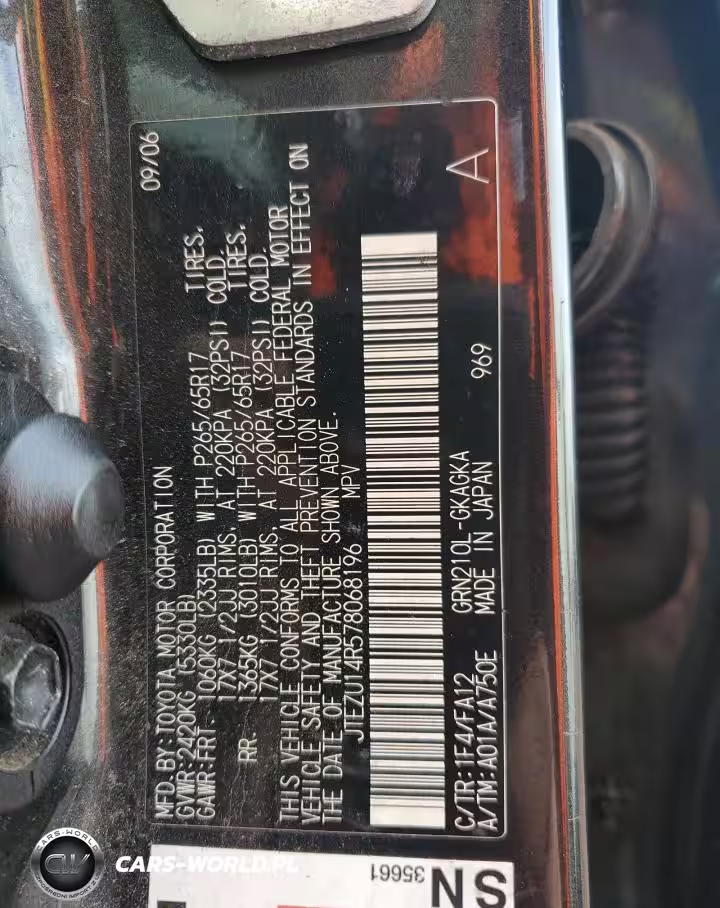 MFD.BY:TOYOTA MOTOR CORPORATION 09/06
GVWR:2420KG (5330LB)
GAWR:FRT. 1060KG (2335LB) WITH P265/65R17 TIRES,
17X7 1/2JJ RIMS, AT 220KPA (32PSI) COLD.
RR. 1365KG (3010LB) WITH P265/65R17 TIRES,
17X7 1/2JJ RIMS, AT 220KPA (32PSI) COLD.
THIS VEHICLE CONFORMS TO ALL APPLICABLE FEDERAL MOTOR
VEHICLE SAFETY AND THEFT PREVENTION STANDARDS IN EFFECT ON
THE DATE OF MANUFACTURE SHOWN ABOVE.
JTEZU14R578068196 MPV
C/TR:1E4/FA12 GRN210L-GKAGKA 969 A
A/TM:A01A/A750E MADE IN JAPAN
35661
SN
CARS-WORLD
CW
CARS-WORLD.PL